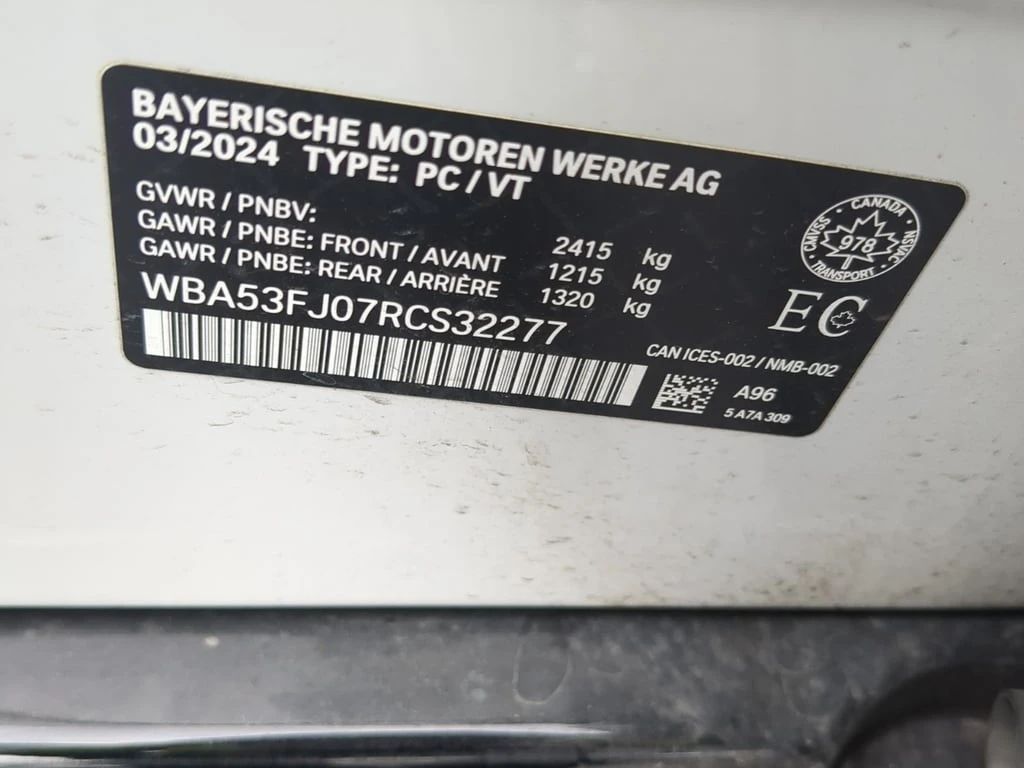 BAYERISCHE MOTOREN WERKE AG
03/2024 TYPE: PC / VT
GVWR / PNBV: 2415 kg
GAWR / PNBE: FRONT / AVANT 1215 kg
GAWR / PNBE: REAR / ARRIÈRE 1320 kg
WBA53FJ07RCS32277
CANADA
CMVSS 978 NSVAC
TRANSPORT
EC
CAN ICES-002 / NMB-002
A96
5 A7A 309